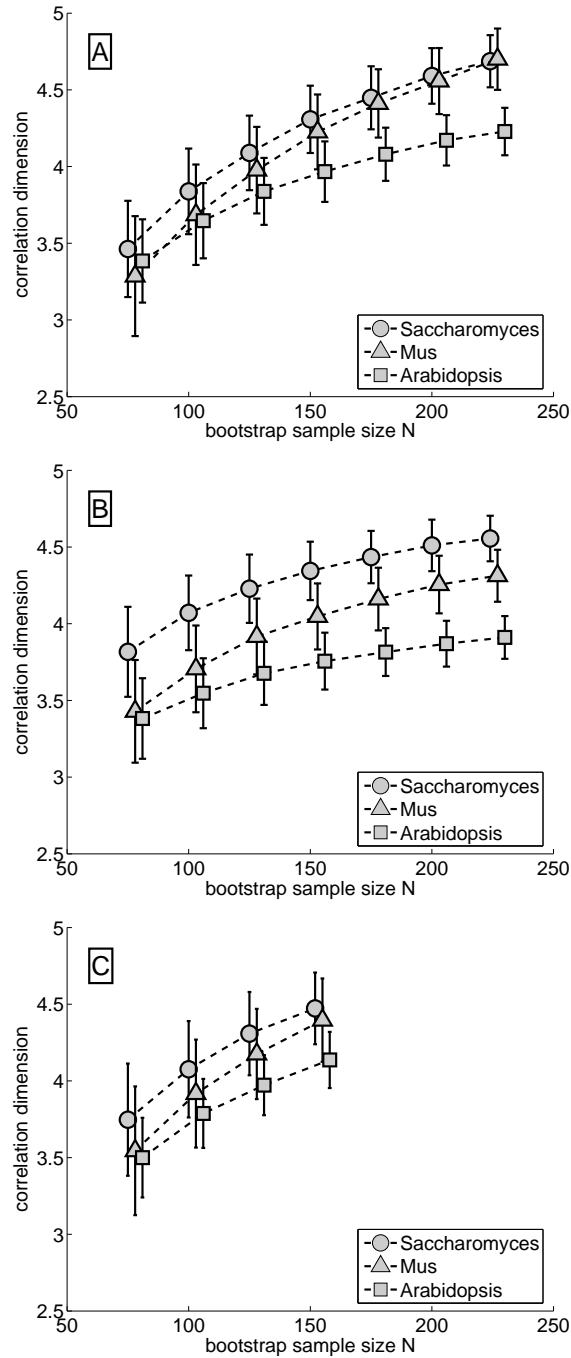 A
5
4.5
4
3.5
3
2.5
correlation dimension
Saccharomyces
Mus
Arabidopsis
50 100 150 200 250
bootstrap sample size N
B
5
4.5
4
3.5
3
2.5
correlation dimension
Saccharomyces
Mus
Arabidopsis
50 100 150 200 250
bootstrap sample size N
C
5
4.5
4
3.5
3
2.5
correlation dimension
Saccharomyces
Mus
Arabidopsis
50 100 150 200 250
bootstrap sample size N